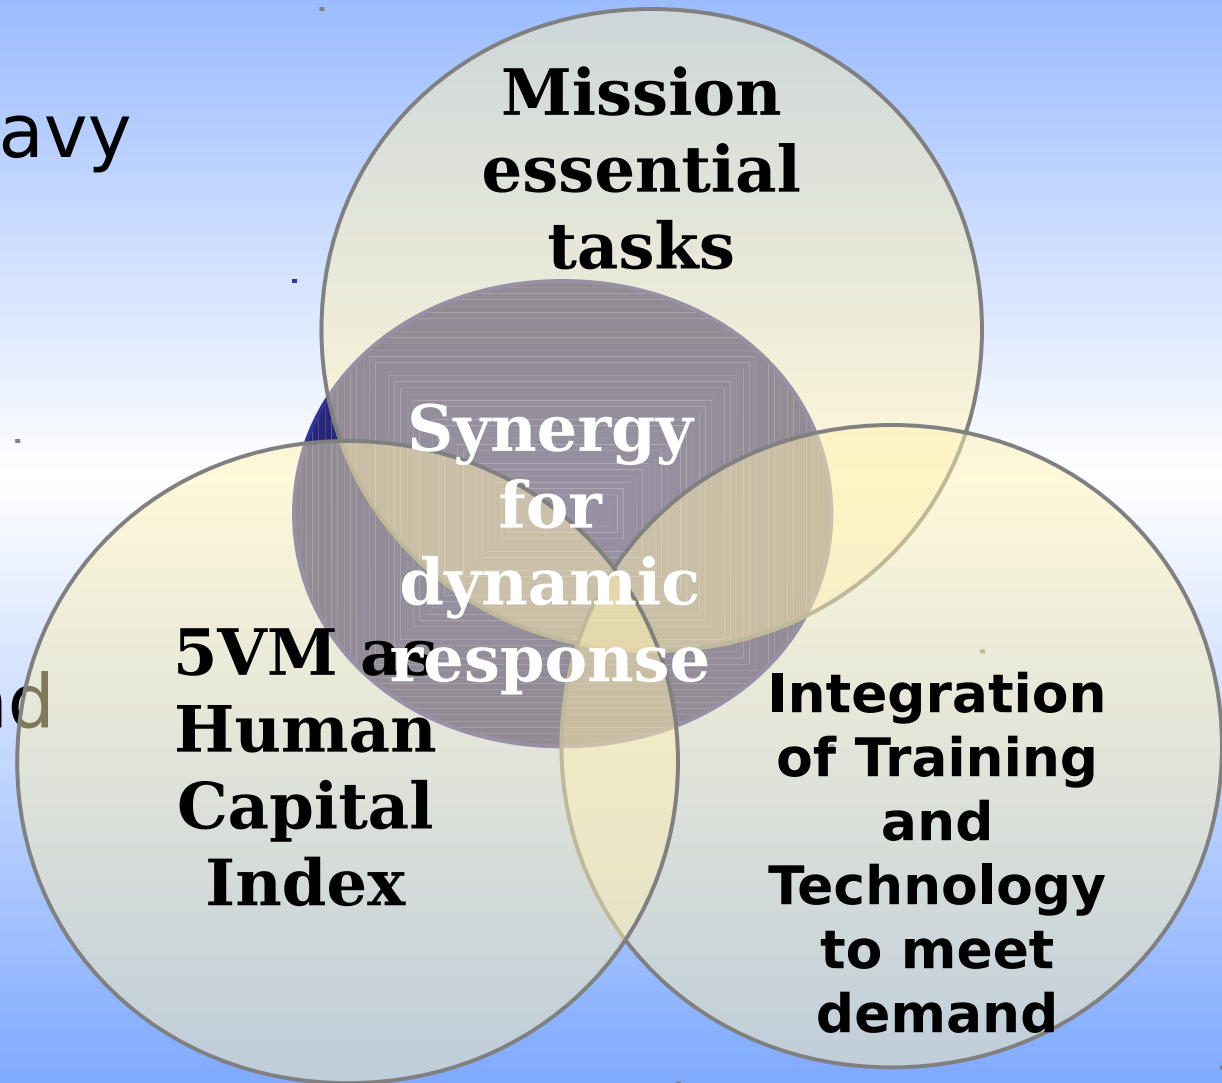 Mission
essential
tasks
avy
Synergy
for
dynamic
response
5VM as
Human
Capital
Index
d
Integration
of Training
and
Technology
to meet
demand